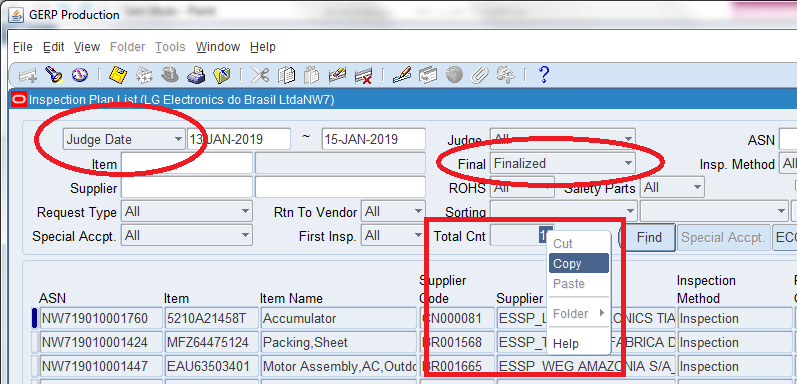 GERP Production
File Edit View Folder Tools Window Help
Inspection Plan List (LG Electronics do Brasil LtdaNW7)
Judge Date 13-JAN-2019 ~ 15-JAN-2019 Judge All ASN
Item Final Finalized Insp. Method All
Supplier ROHS All Safety Parts All
Request Type All Rtn To Vendor All Sorting
Special Accpt. All First Insp. All Total Cnt Find Special Accpt. ECO
Cut
Copy
Paste
Folder
Help
ASN Item Item Name Supplier Code Supplier Inspection Method
NW719010001760 5210A21458T Accumulator CN000081 ESSP_L ONICS TIA Inspection
NW719010001424 MFZ64475124 Packing,Sheet BR001568 ESSP_T FABRICA D Inspection
NW719010001447 EAU63503401 Motor Assembly,AC,Outdo BR001665 ESSP_WEG AMAZONIA S/A_ Inspection